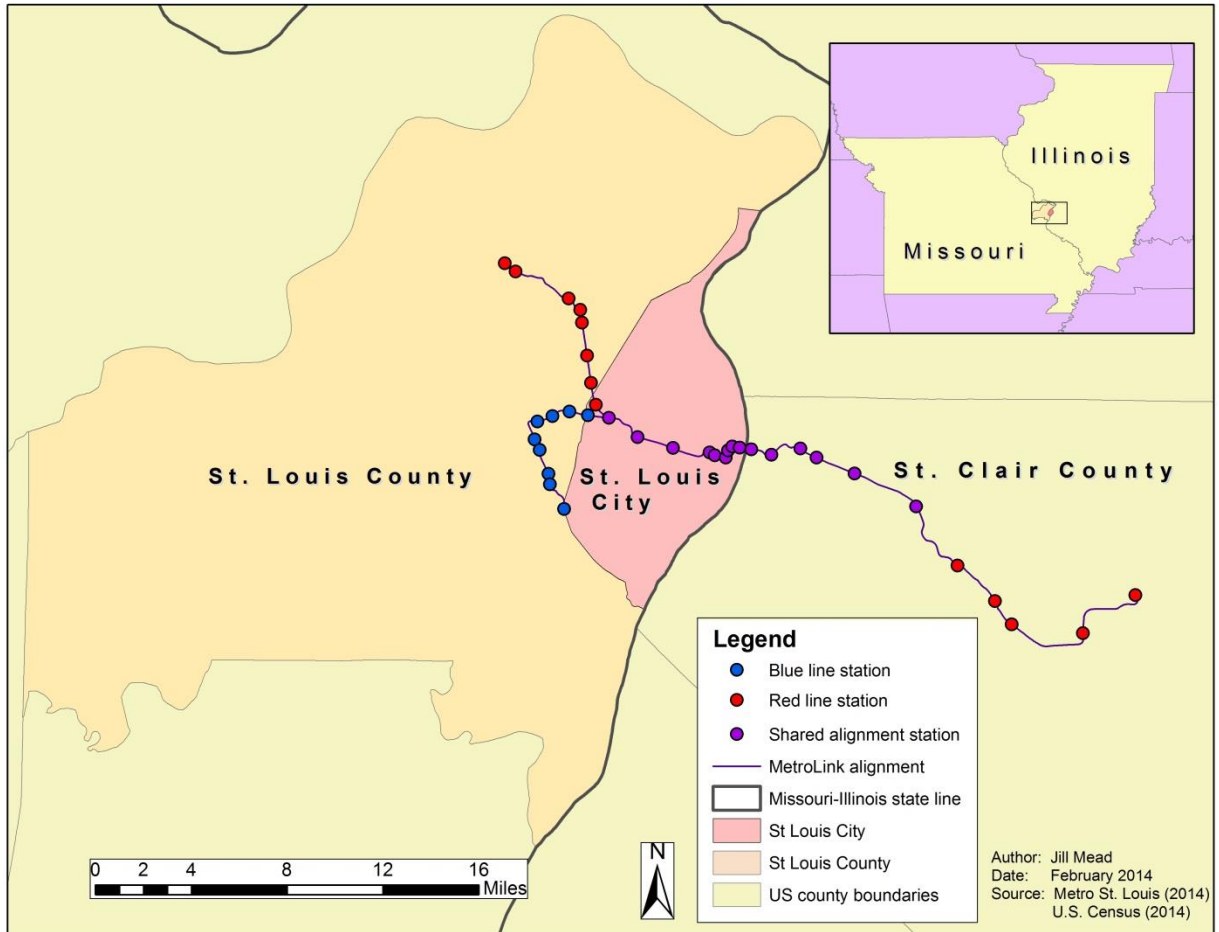 Illinois
Missouri
St. Louis County
St. Louis
City
St. Clair County
Legend
Blue line station
Red line station
Shared alignment station
MetroLink alignment
Missouri-Illinois state line
St Louis City
St Louis County
US county boundaries
0 2 4 8 12 16
Miles
N
Author: Jill Mead
Date: February 2014
Source: Metro St. Louis (2014)
U.S. Census (2014)